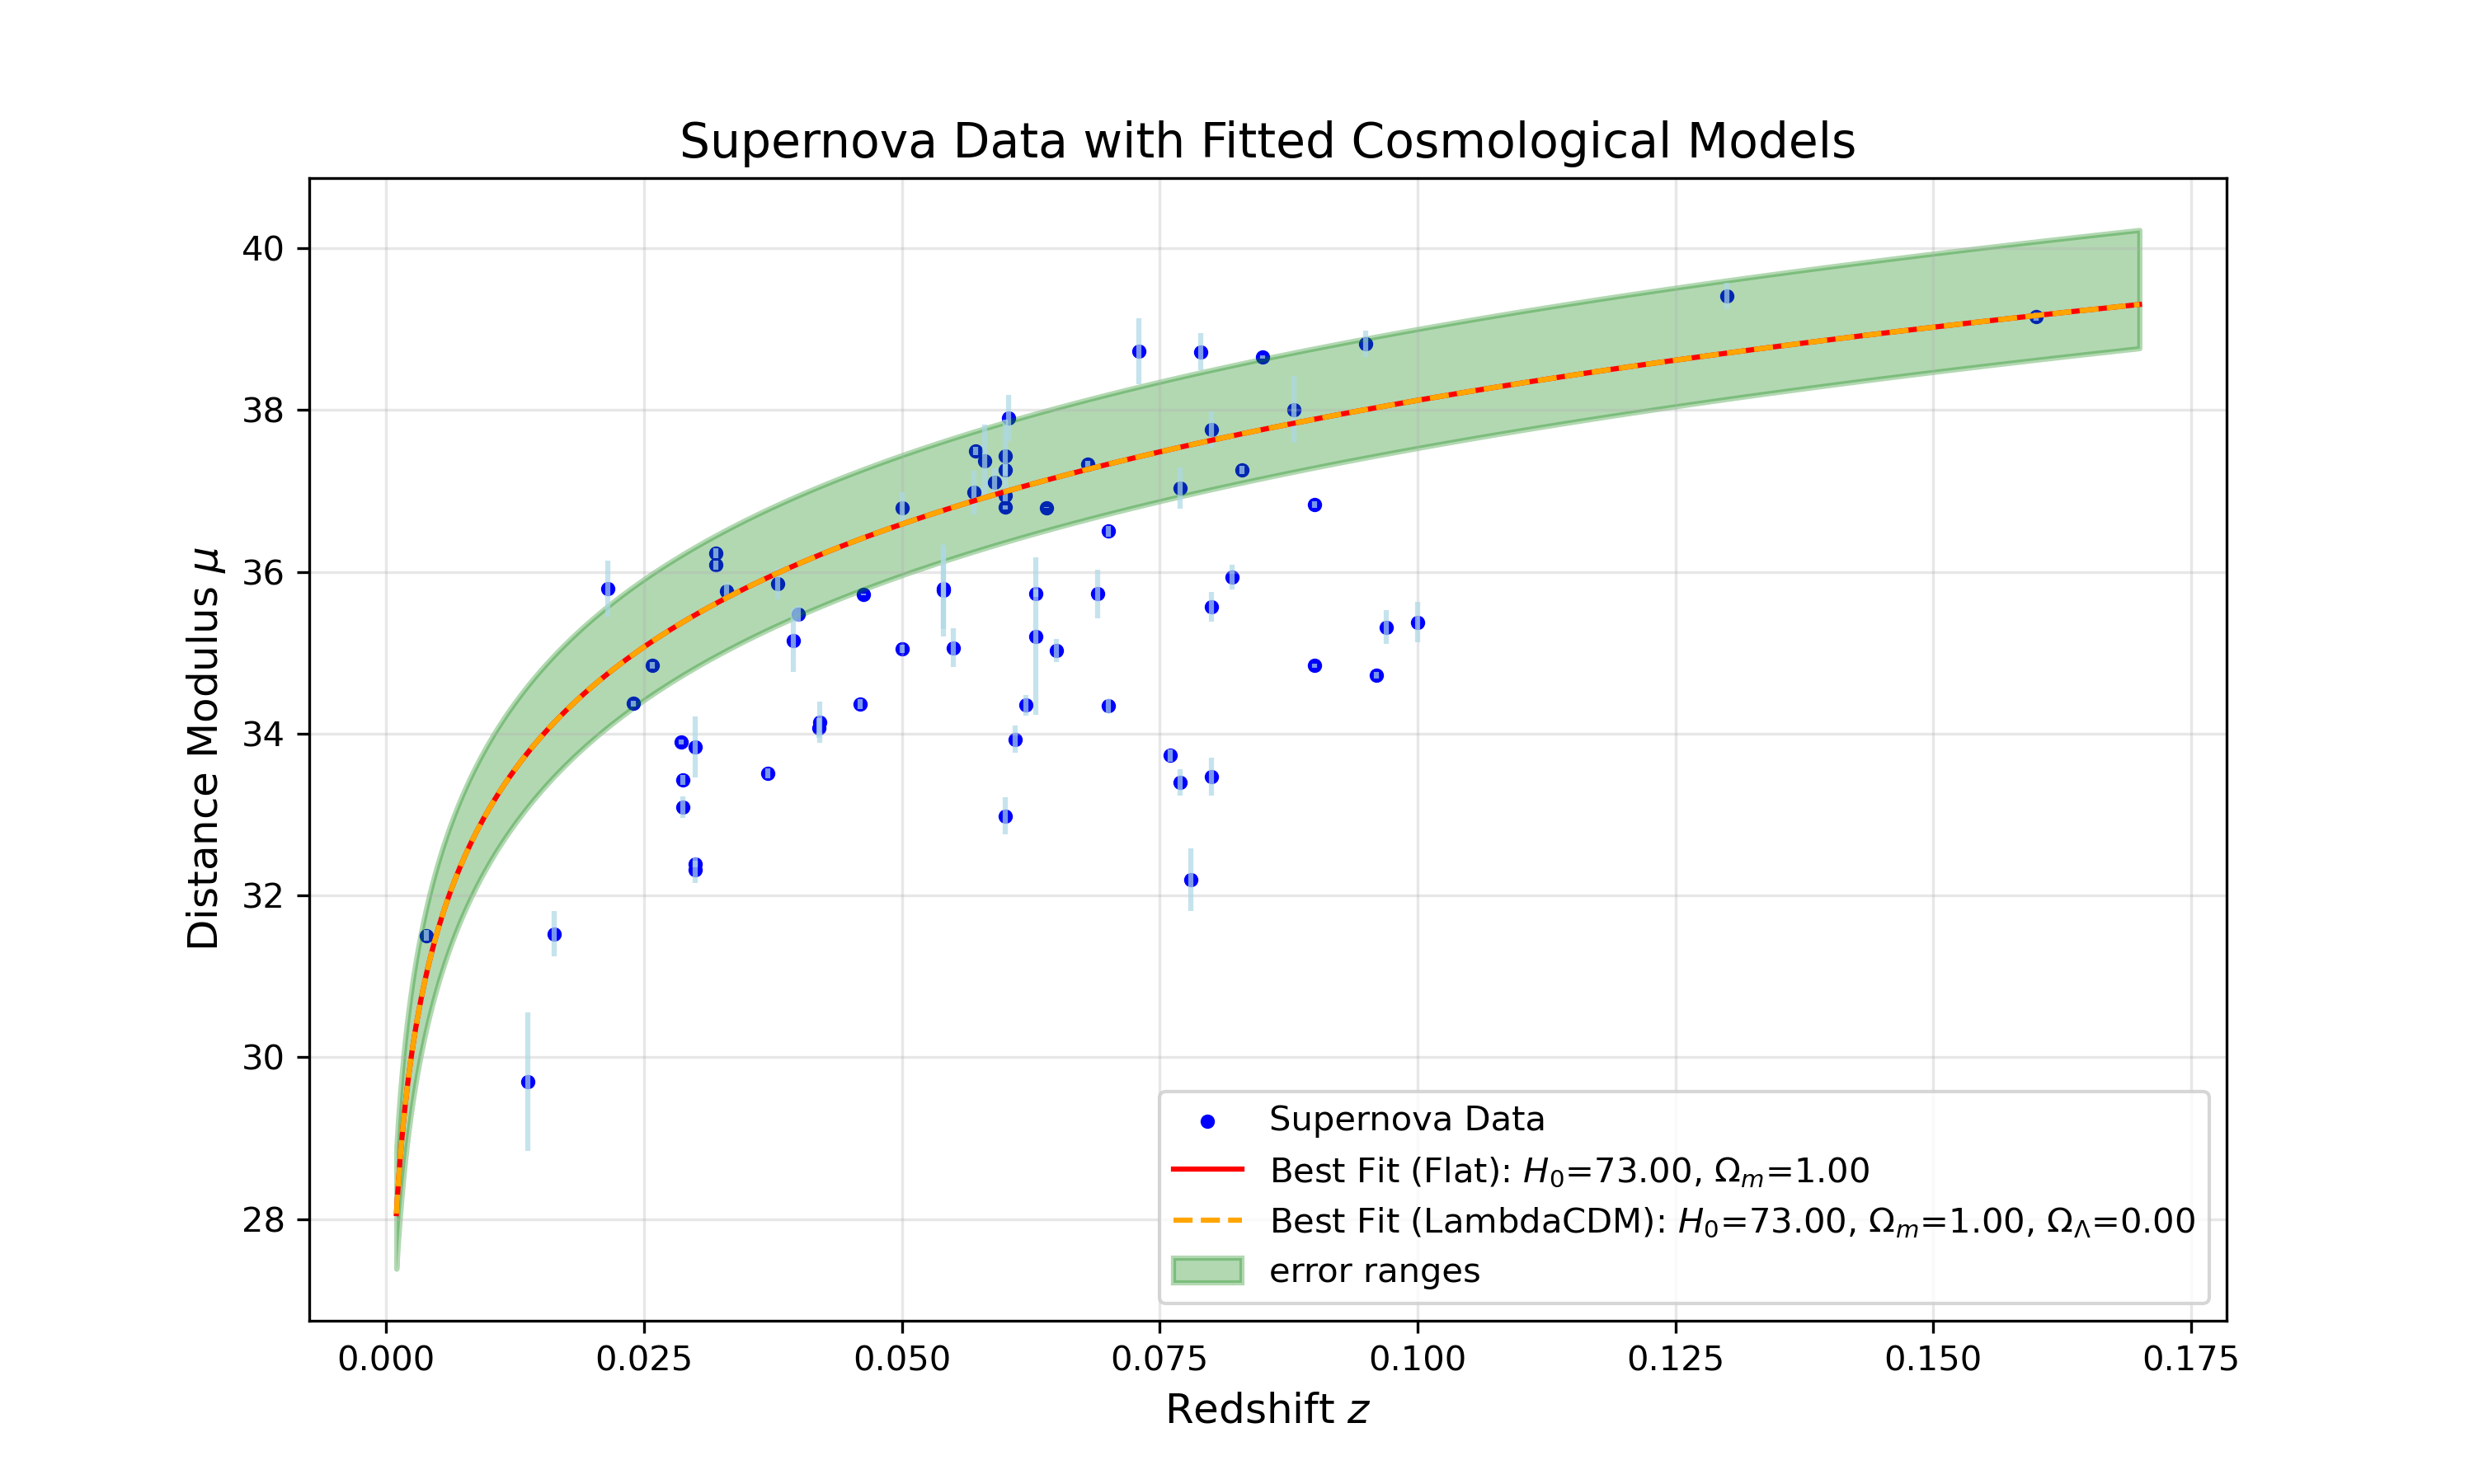 Supernova Data with Fitted Cosmological Models
Distance Modulus μ
40
38
36
34
32
30
28
Supernova Data
Best Fit (Flat): H₀=73.00, Ωₘ=1.00
Best Fit (LambdaCDM): H₀=73.00, Ωₘ=1.00, Ω_Λ=0.00
error ranges
0.000 0.025 0.050 0.075 0.100 0.125 0.150 0.175
Redshift z